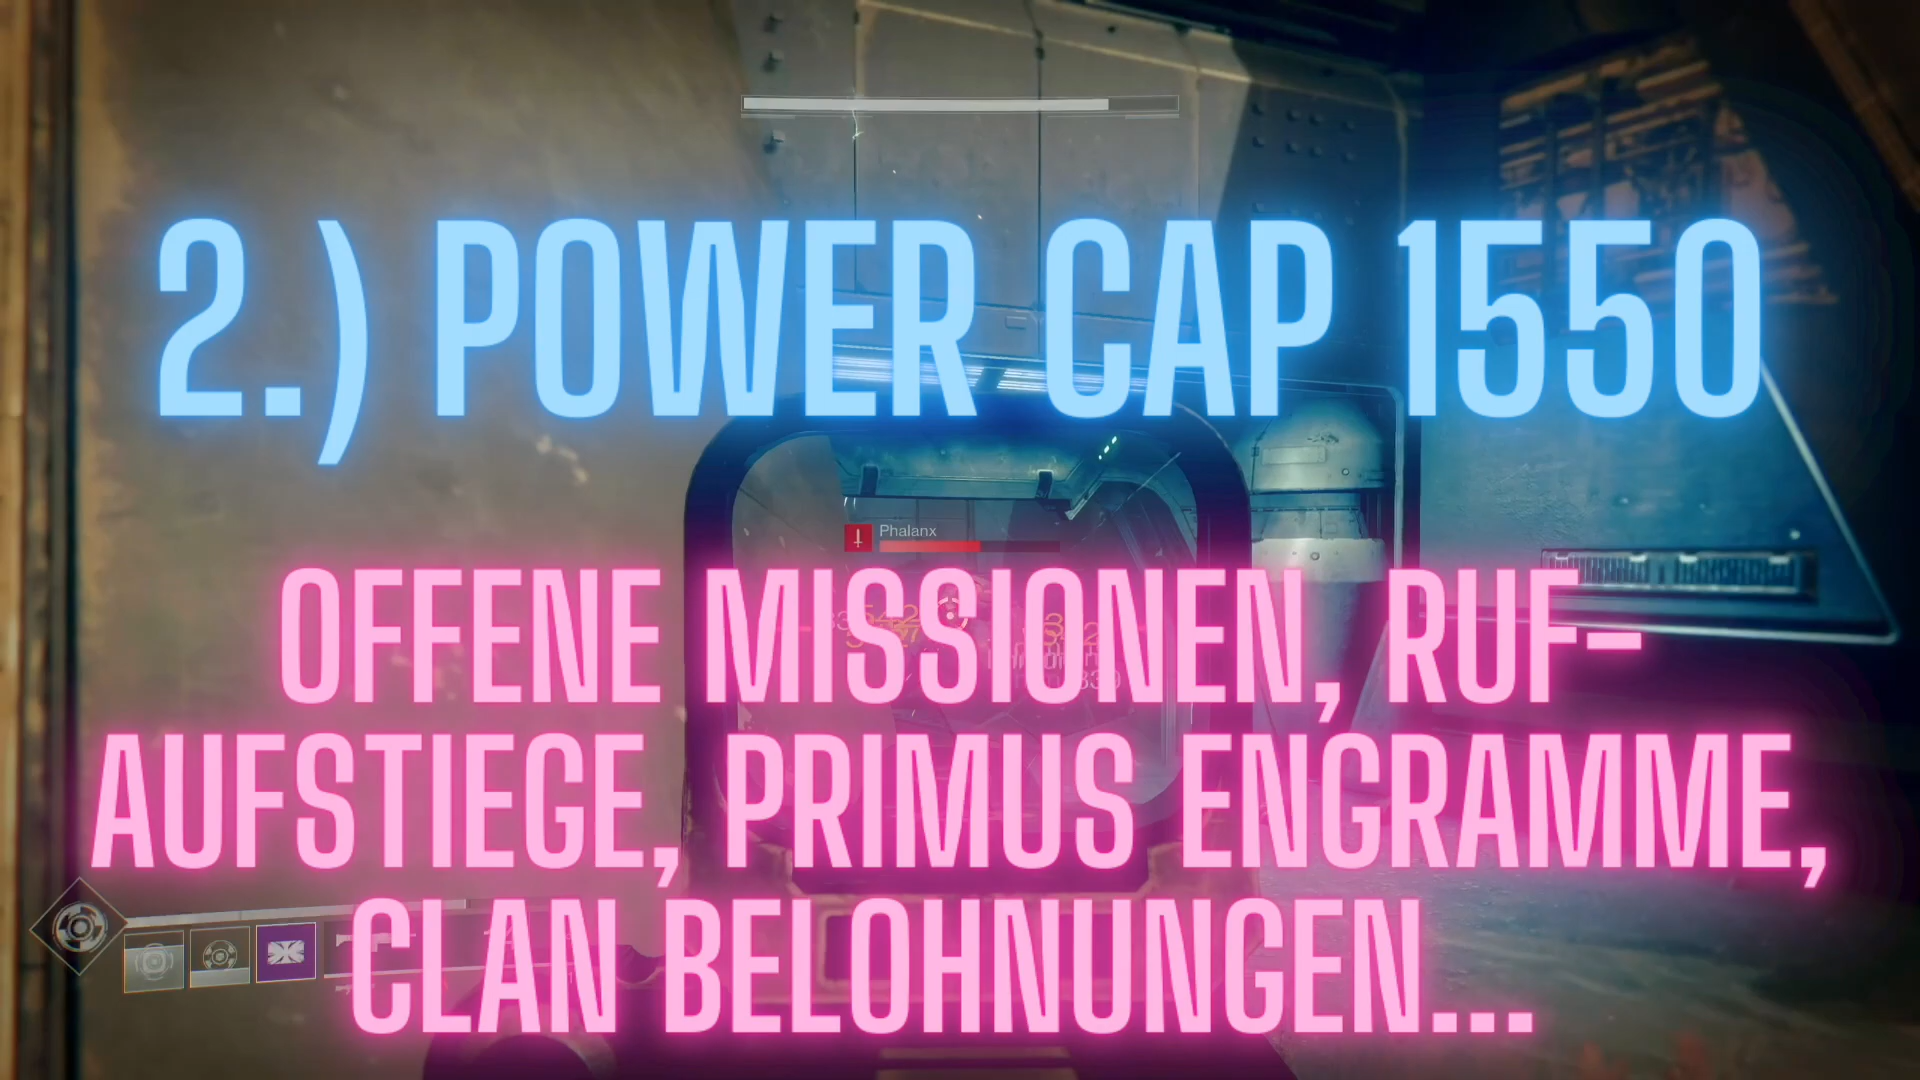 2.) POWER CAP 1550
Phalanx
OFFENE MISSIONEN, RUF-
AUFSTIEGE, PRIMUS ENGRAMME,
CLAN BELOHNUNGEN...